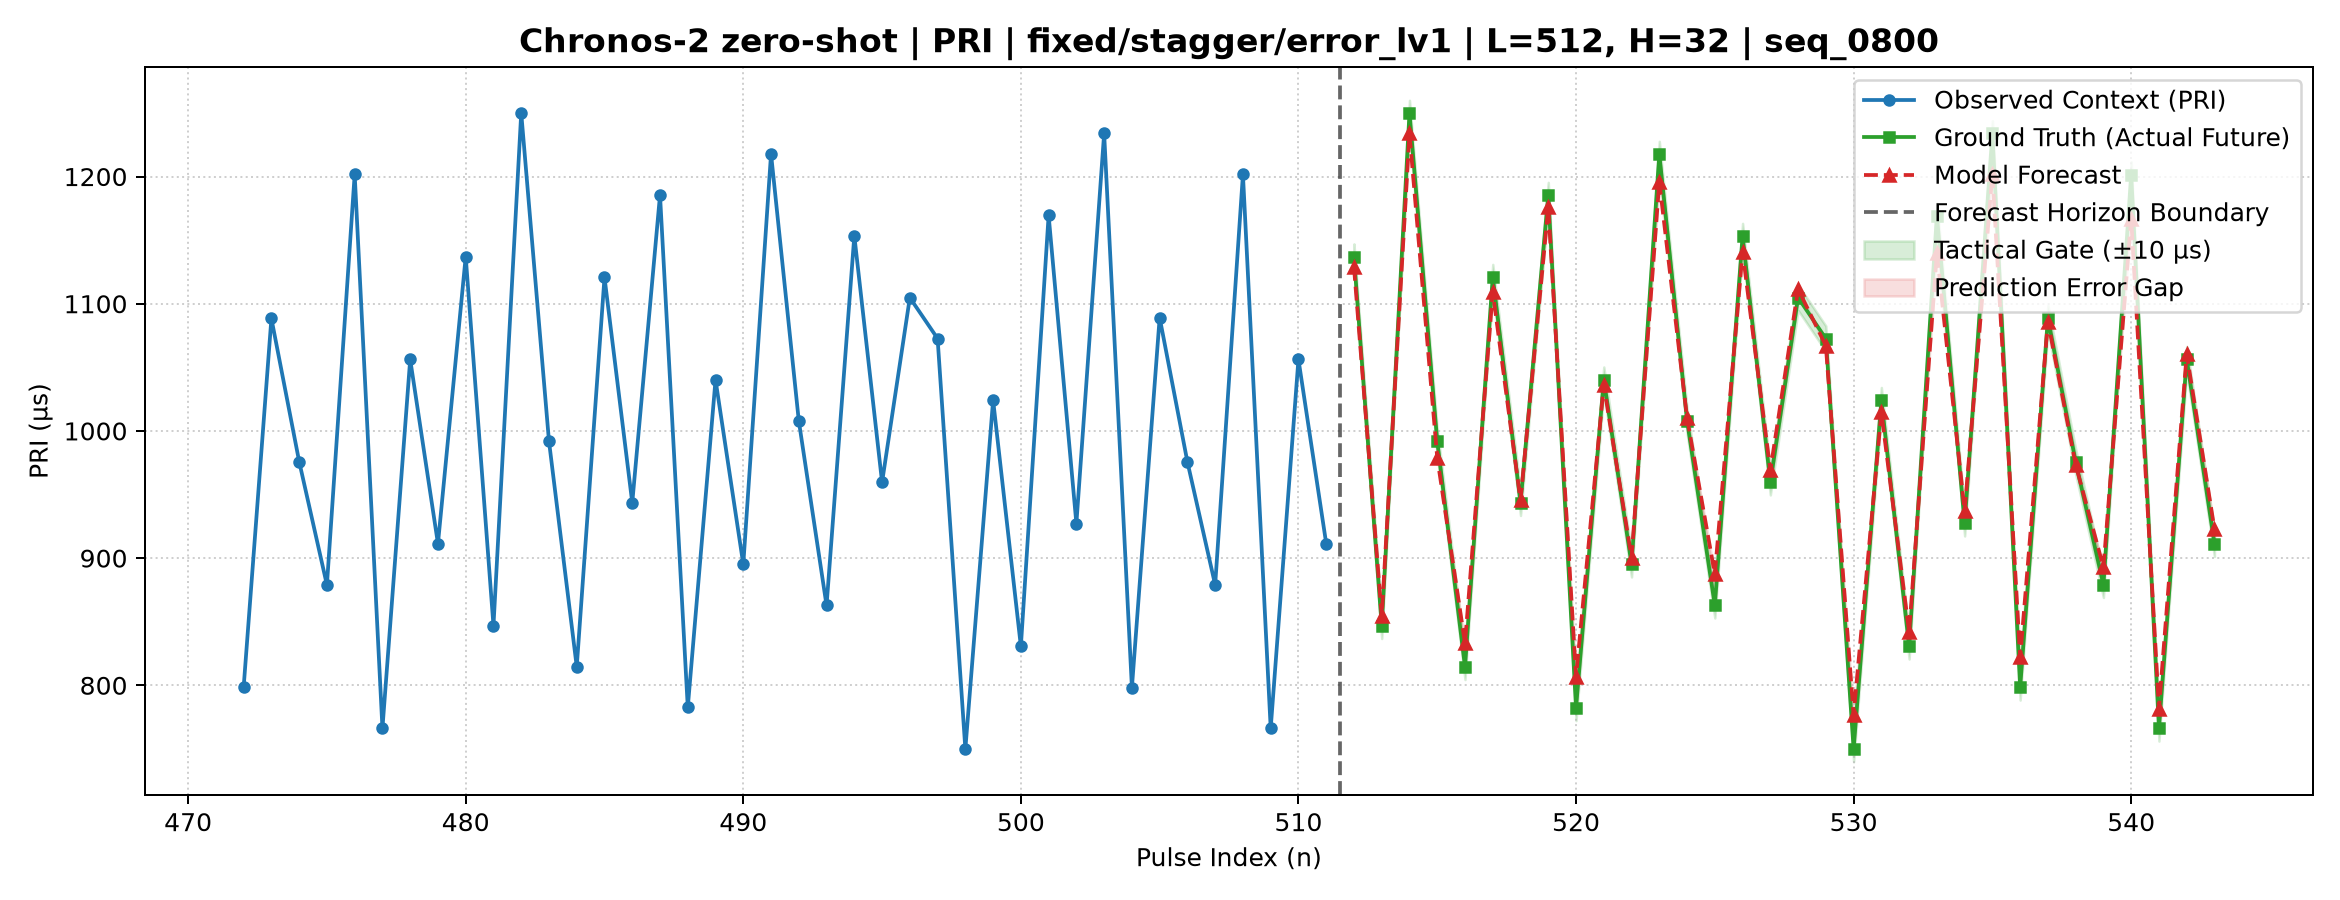 Chronos-2 zero-shot | PRI | fixed/stagger/error_lv1 | L=512, H=32 | seq_0800
Observed Context (PRI)
Ground Truth (Actual Future)
Model Forecast
Forecast Horizon Boundary
Tactical Gate (±10 µs)
Prediction Error Gap
PRI (µs)
1200
1100
1000
900
800
470 480 490 500 510 520 530 540
Pulse Index (n)